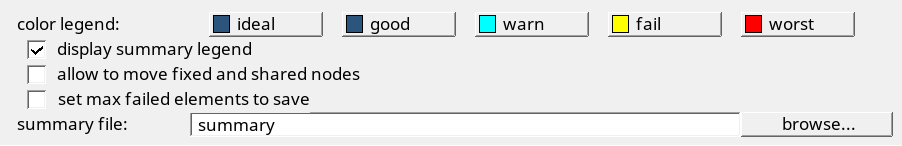 color legend: ideal good warn fail worst
display summary legend
allow to move fixed and shared nodes
set max failed elements to save
summary file: summary browse...